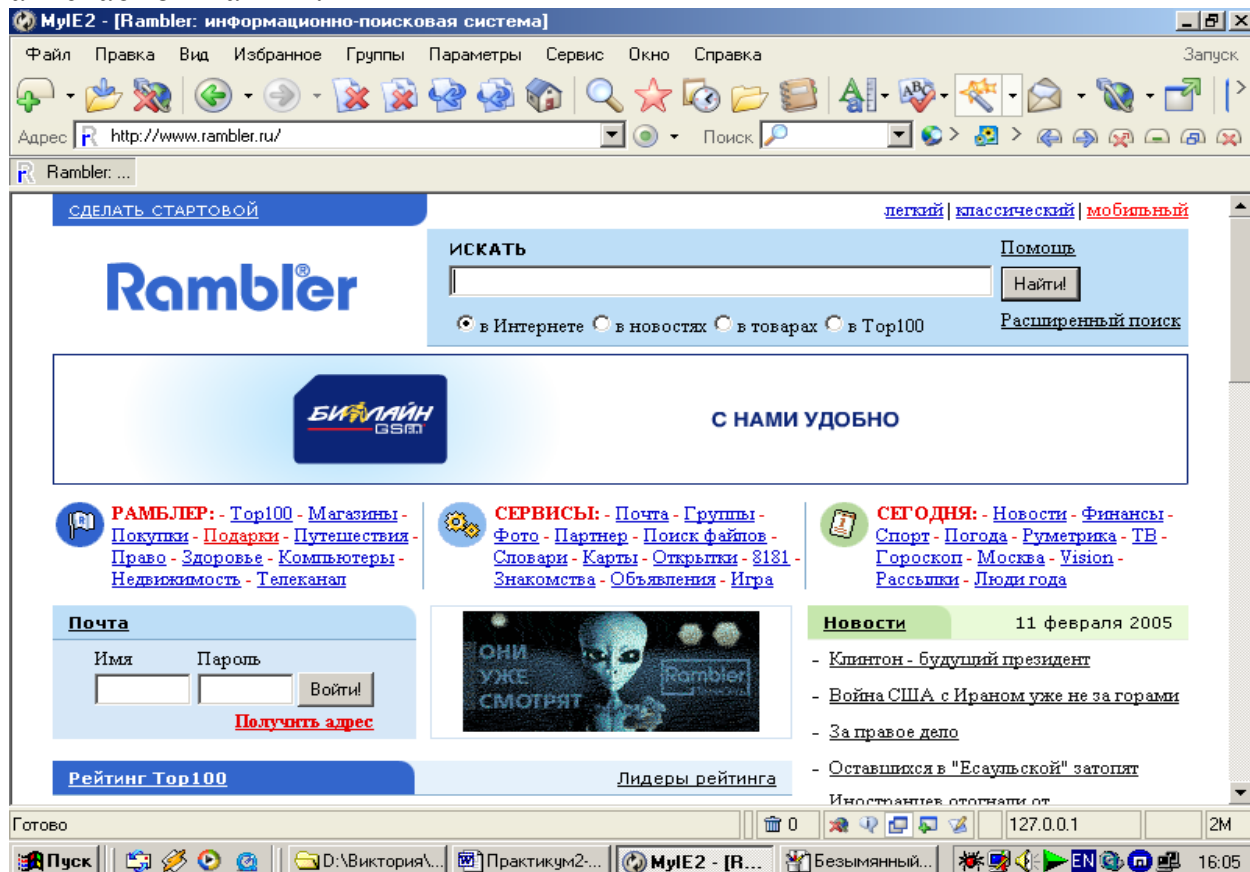 MyIE2 - [Rambler: информационно-поисковая система]
Файл Правка Вид Избранное Группы Параметры Сервис Окно Справка Запуск
Адрес http://www.rambler.ru/ Поиск
Rambler: ...
СДЕЛАТЬ СТАРТОВОЙ
легкий | классический | мобильный
Rambler®
ИСКАТЬ
Помощь
Найти!
в Интернете в новостях в товарах в Top100
Расширенный поиск
БИЛАЙН GSM
С НАМИ УДОБНО
РАМБЛЕР: - Top100 - Магазины -
Покупки - Подарки - Путешествия -
Право - Здоровье - Компьютеры -
Недвижимость - Телеканал
СЕРВИСЫ: - Почта - Группы -
Фото - Партнер - Поиск файлов -
Словари - Карты - Открытки - 8181 -
Знакомства - Объявления - Игра
СЕГОДНЯ: - Новости - Финансы -
Спорт - Погода - Руметрика - ТВ -
Гороскоп - Москва - Vision -
Рассылки - Люди года
Почта
Имя Пароль
Войти!
Получить адрес
ОНИ
УЖЕ
СМОТРЯТ
Rambler
Новости 11 февраля 2005
- Клинтон - будущий президент
- Война США с Ираном уже не за горами
- За правое дело
- Оставшихся в "Есаульской" затопят
Иностранцев отогнали от
Рейтинг Top100
Лидеры рейтинга
Готово 0 127.0.0.1 2M
Пуск D:\Виктория\... Практикум2-... MyIE2 - [R... Безымянный... EN 16:05